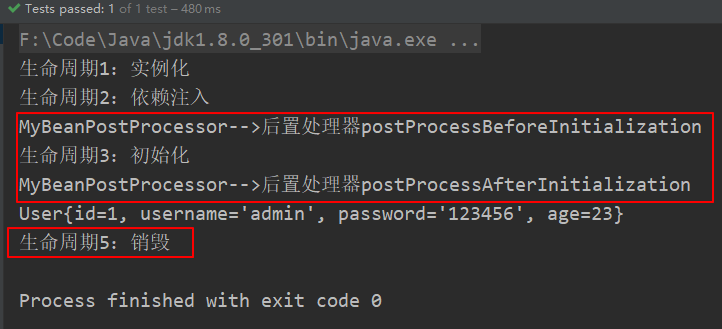 Tests passed: 1 of 1 test – 480 ms
F:\Code\Java\jdk1.8.0_301\bin\java.exe ...
生命周期1：实例化
生命周期2：依赖注入
MyBeanPostProcessor-->后置处理器postProcessBeforeInitialization
生命周期3：初始化
MyBeanPostProcessor-->后置处理器postProcessAfterInitialization
User{id=1, username='admin', password='123456', age=23}
生命周期5：销毁
Process finished with exit code 0